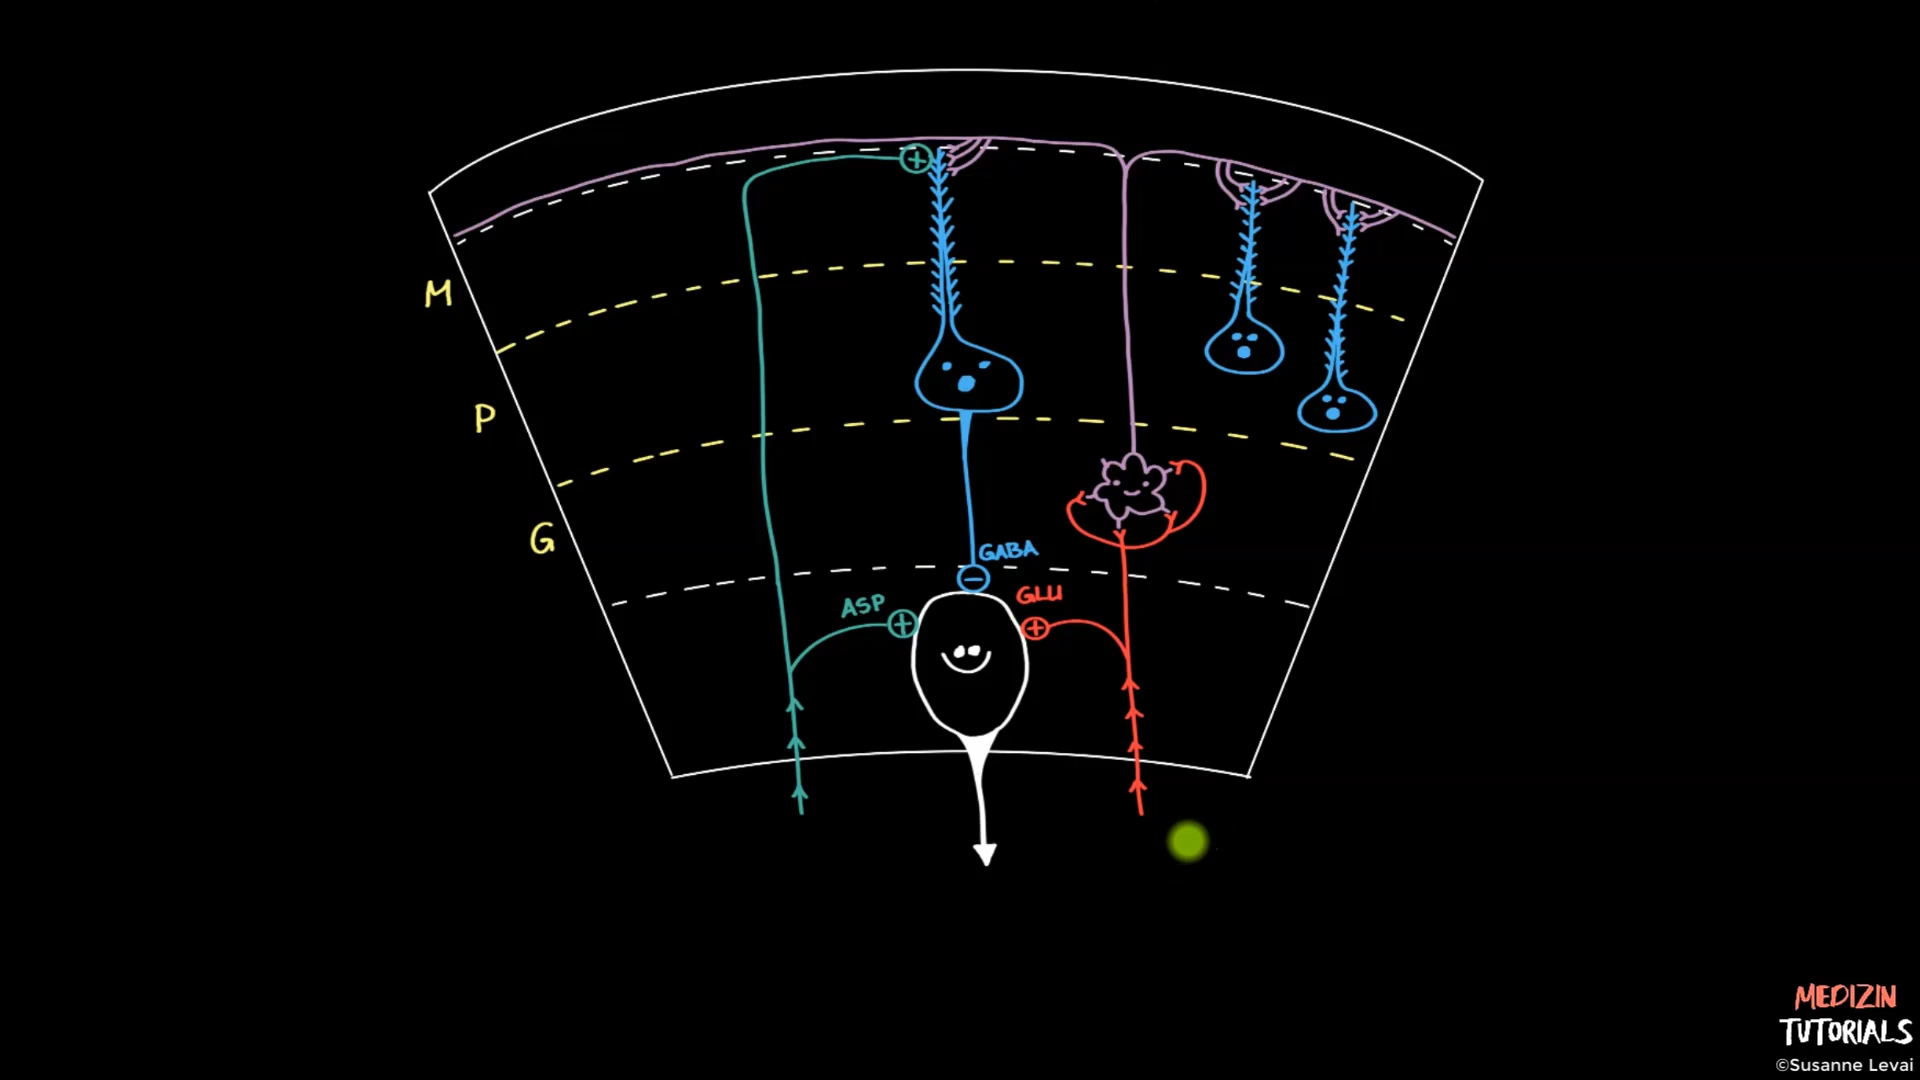 M
P
G
GABA
ASP
GLU
MEDIZIN
TUTORIALS
©Susanne Levai